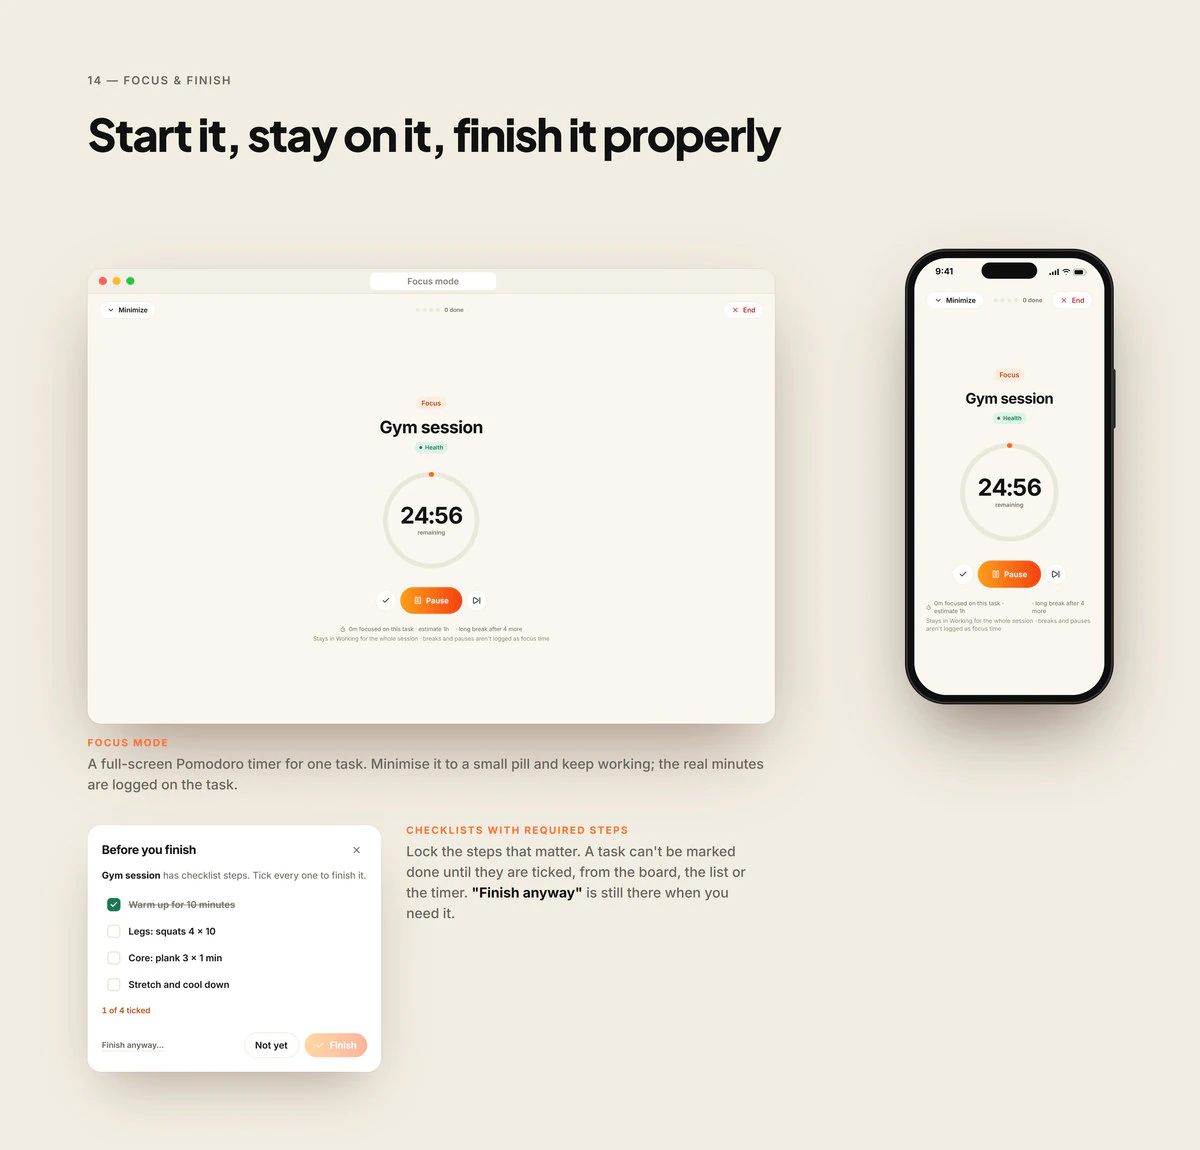 14 — FOCUS & FINISH
Start it, stay on it, finish it properly
Focus mode
Minimize
0 done
End
Focus
Gym session
Health
24:56
remaining
Pause
0m focused on this task · estimate 1h · long break after 4 more
Stays in Working for the whole session · breaks and pauses aren't logged as focus time
9:41
Minimize
0 done
End
Focus
Gym session
Health
24:56
remaining
Pause
0m focused on this task ·
estimate 1h
· long break after 4
more
Stays in Working for the whole session · breaks and pauses
aren't logged as focus time
FOCUS MODE
A full-screen Pomodoro timer for one task. Minimise it to a small pill and keep working; the real minutes
are logged on the task.
Before you finish
Gym session has checklist steps. Tick every one to finish it.
Warm up for 10 minutes
Legs: squats 4 × 10
Core: plank 3 × 1 min
Stretch and cool down
1 of 4 ticked
Finish anyway...
Not yet
Finish
CHECKLISTS WITH REQUIRED STEPS
Lock the steps that matter. A task can't be marked
done until they are ticked, from the board, the list or
the timer. "Finish anyway" is still there when you
need it.